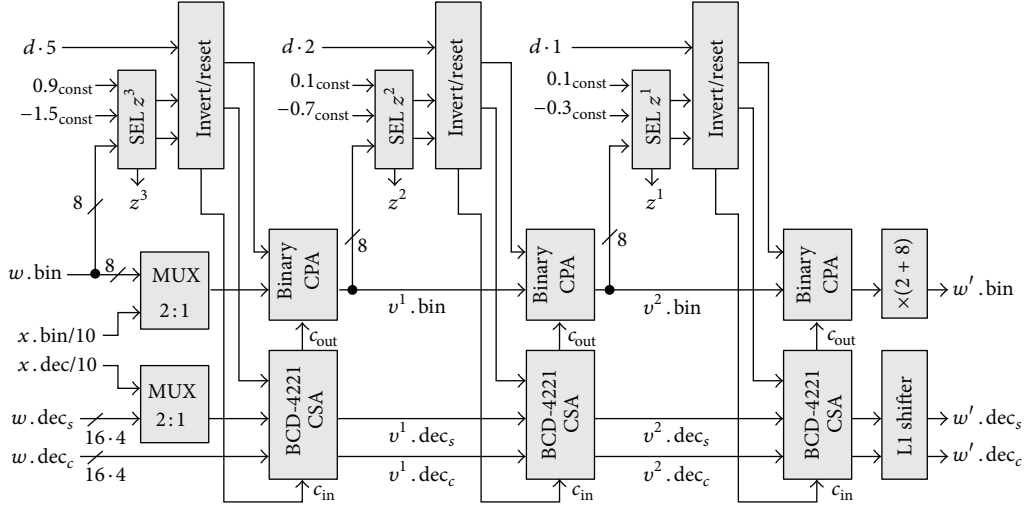 d · 5
0.9const
−1.5const
SEL z³
Invert/reset
z³
8
d · 2
0.1const
−0.7const
SEL z²
Invert/reset
z²
8
d · 1
0.1const
−0.3const
SEL z¹
Invert/reset
z¹
8
w . bin
8
MUX
2 : 1
x . bin/10
Binary
CPA
v¹ . bin
Binary
CPA
v² . bin
Binary
CPA
×(2 + 8)
w′ . bin
cout
cout
cout
x . dec/10
MUX
2 : 1
w . decs
16 · 4
w . decc
16 · 4
BCD-4221
CSA
v¹ . decs
v¹ . decc
BCD-4221
CSA
v² . decs
v² . decc
BCD-4221
CSA
L1 shifter
w′ . decs
w′ . decc
cin
cin
cin